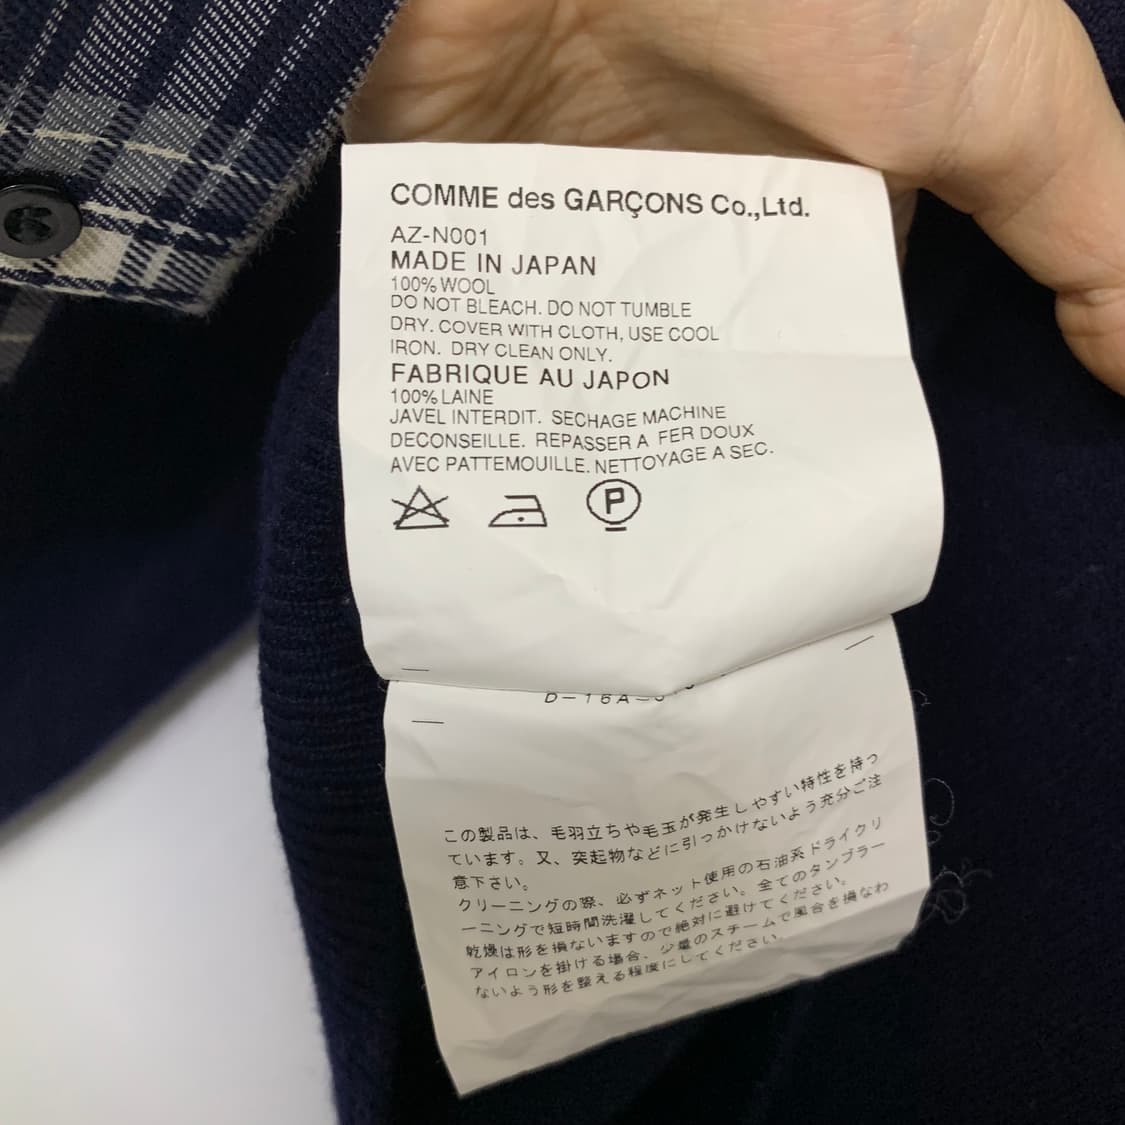 COMME des GARÇONS Co.,Ltd.
AZ-N001
MADE IN JAPAN
100% WOOL
DO NOT BLEACH. DO NOT TUMBLE
DRY. COVER WITH CLOTH, USE COOL
IRON. DRY CLEAN ONLY.
FABRIQUE AU JAPON
100% LAINE
JAVEL INTERDIT. SECHAGE MACHINE
DECONSEILLE. REPASSER A FER DOUX
AVEC PATTEMOUILLE. NETTOYAGE A SEC.
P
この製品は、毛羽立ちや毛玉が発生しやすい特性を持っ
ています。又、突起物などに引っかけないよう充分ご注
意下さい。
クリーニングの際、必ずネット使用の石油系ドライクリ
ーニングで短時間洗濯してください。全てのタンブラー
乾燥は形を損ないますので絶対に避けてください。
アイロンを掛ける場合、少量のスチームで風合を損なわ
ないよう形を整える程度にしてください。